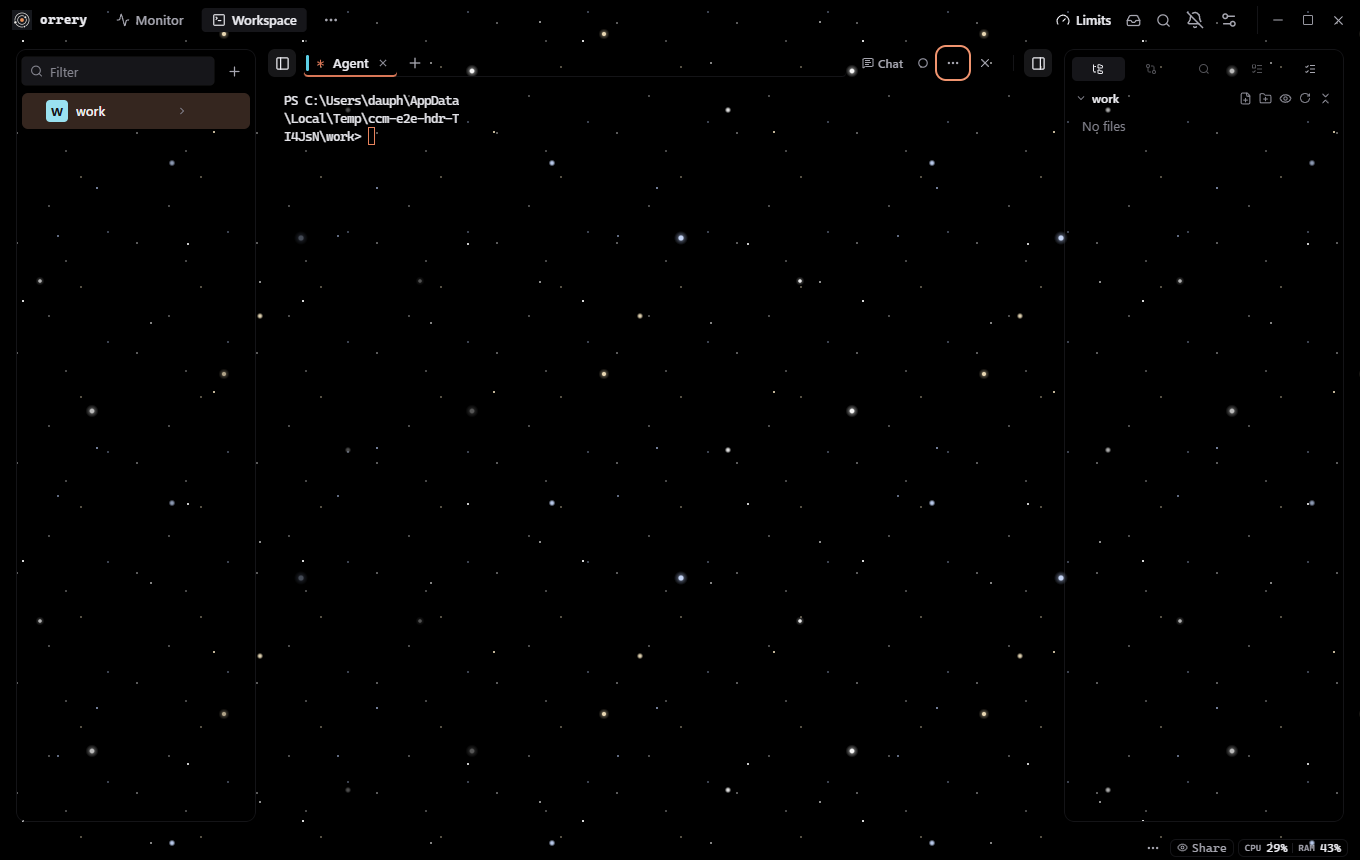 orrery Monitor Workspace Limits
Filter
W work
Agent Chat
PS C:\Users\dauph\AppData
\Local\Temp\ccm-e2e-hdr-T
I4JsN\work>
work
No files
Share CPU 29% RAM 43%